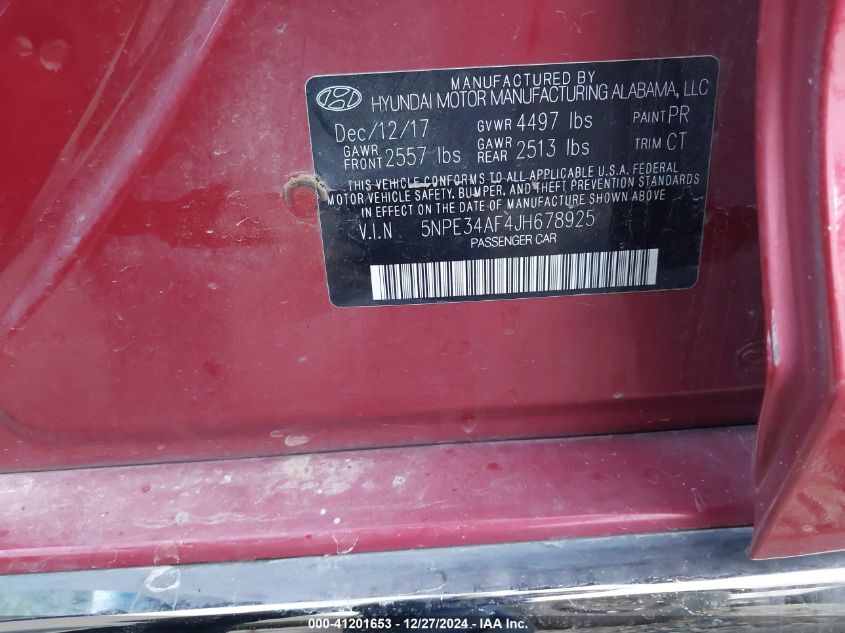 MANUFACTURED BY
HYUNDAI MOTOR MANUFACTURING ALABAMA, LLC
Dec/12/17 GVWR 4497 lbs PAINT PR
GAWR FRONT 2557 lbs GAWR REAR 2513 lbs TRIM CT
THIS VEHICLE CONFORMS TO ALL APPLICABLE U.S.A. FEDERAL
MOTOR VEHICLE SAFETY, BUMPER, AND THEFT PREVENTION STANDARDS
IN EFFECT ON THE DATE OF MANUFACTURE SHOWN ABOVE
V.I.N 5NPE34AF4JH678925
PASSENGER CAR
000-41201653 - 12/27/2024 - IAA, Inc.